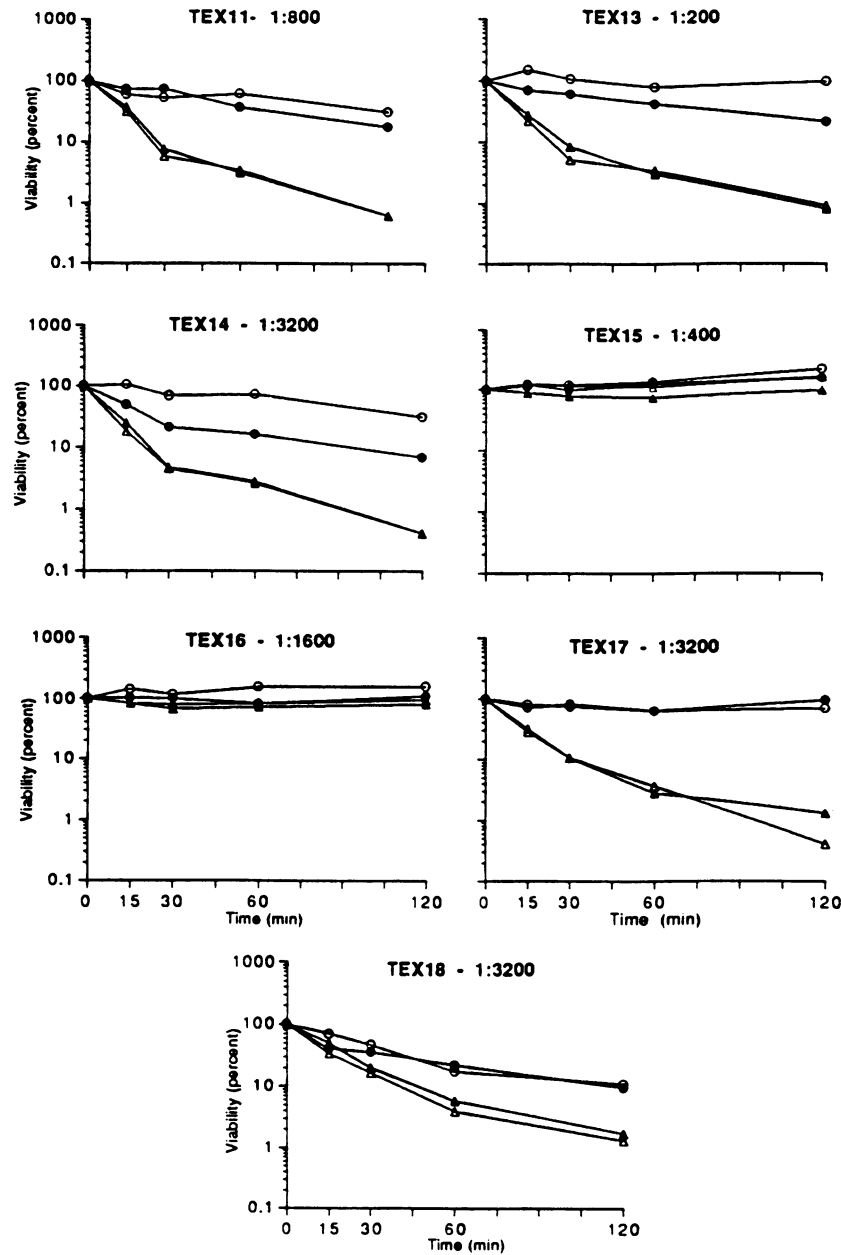 TEX11- 1:800
TEX13 - 1:200
1000
100
10
1
0.1
Viability (percent)
TEX14 - 1:3200
TEX15 - 1:400
1000
100
10
1
0.1
Viability (percent)
TEX16 - 1:1600
TEX17 - 1:3200
1000
100
10
1
0.1
Viability (percent)
0 15 30 60 120
Time (min)
0 15 30 60 120
Time (min)
TEX18 - 1:3200
1000
100
10
1
0.1
Viability (percent)
0 15 30 60 120
Time (min)